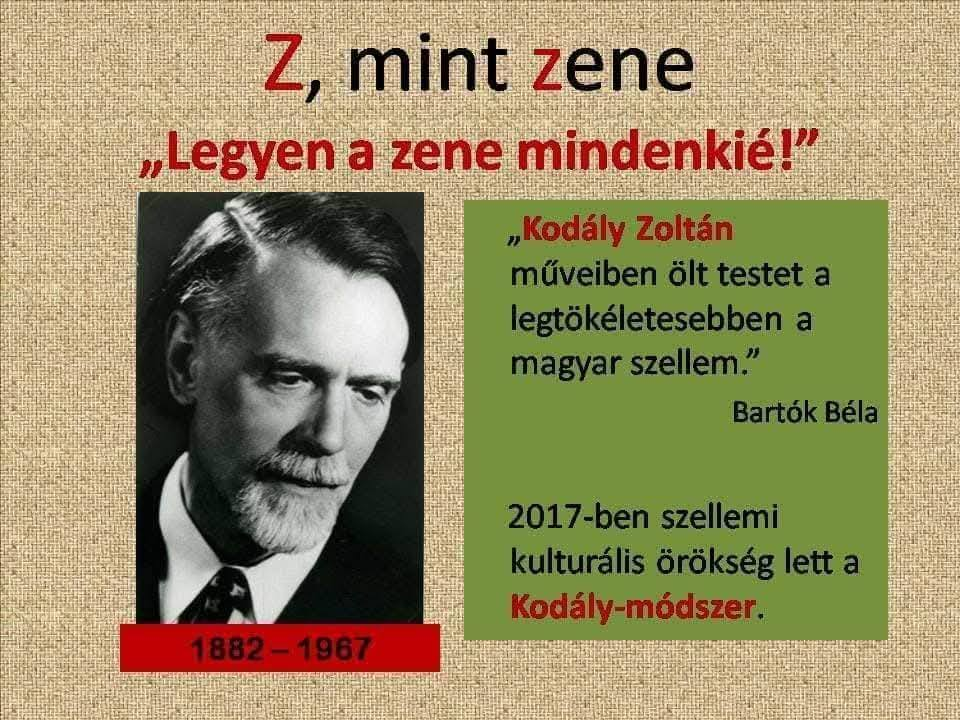 Z, mint zene
„Legyen a zene mindenkié!”
„Kodály Zoltán
műveiben ölt testet a
legtökéletesebben a
magyar szellem.”
Bartók Béla
2017-ben szellemi
kulturális örökség lett a
Kodály-módszer.
1882 – 1967